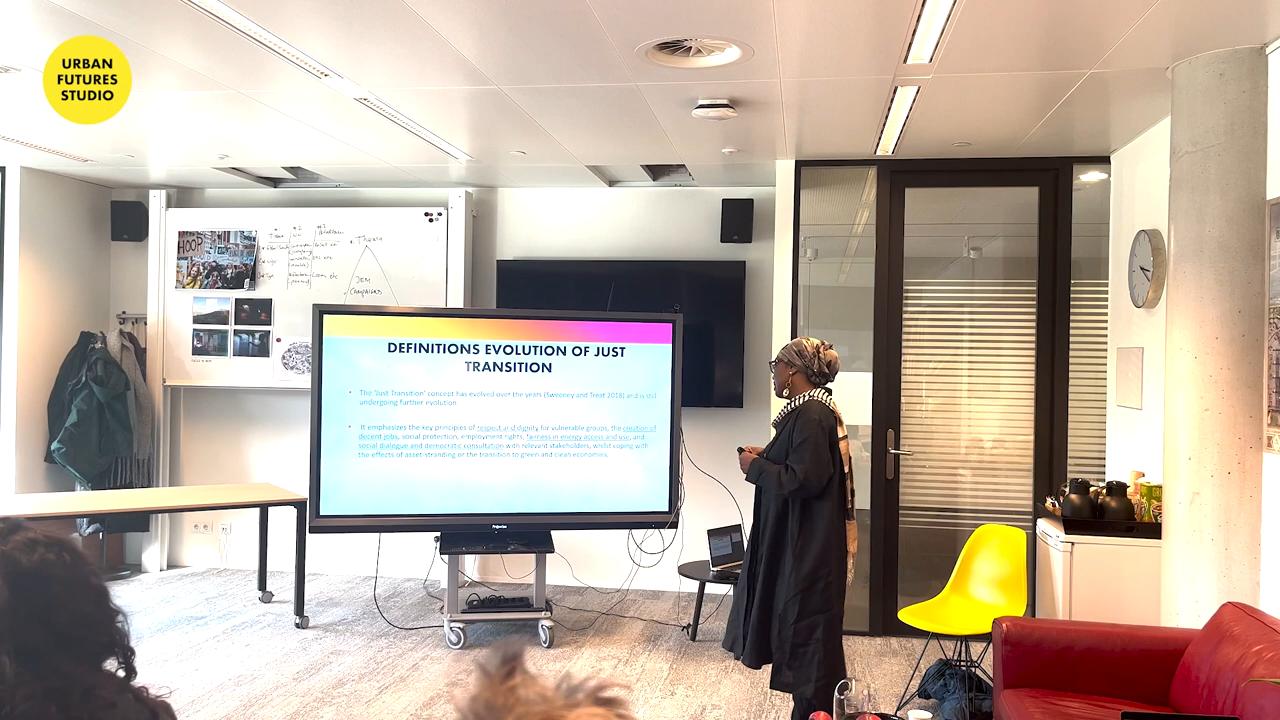 URBAN
FUTURES
STUDIO
HOOP
DEFINITIONS EVOLUTION OF JUST
TRANSITION
• The 'Just Transition' concept has evolved over the years (Sweeney and Treat 2018) and is still
undergoing further evolution
• It emphasizes the key principles of respect and dignity for vulnerable groups, the creation of
decent jobs, social protection, employment rights, fairness in energy access and use, and
social dialogue and democratic consultation with relevant stakeholders, whilst coping with
the effects of asset-stranding or the transition to green and clean economies.